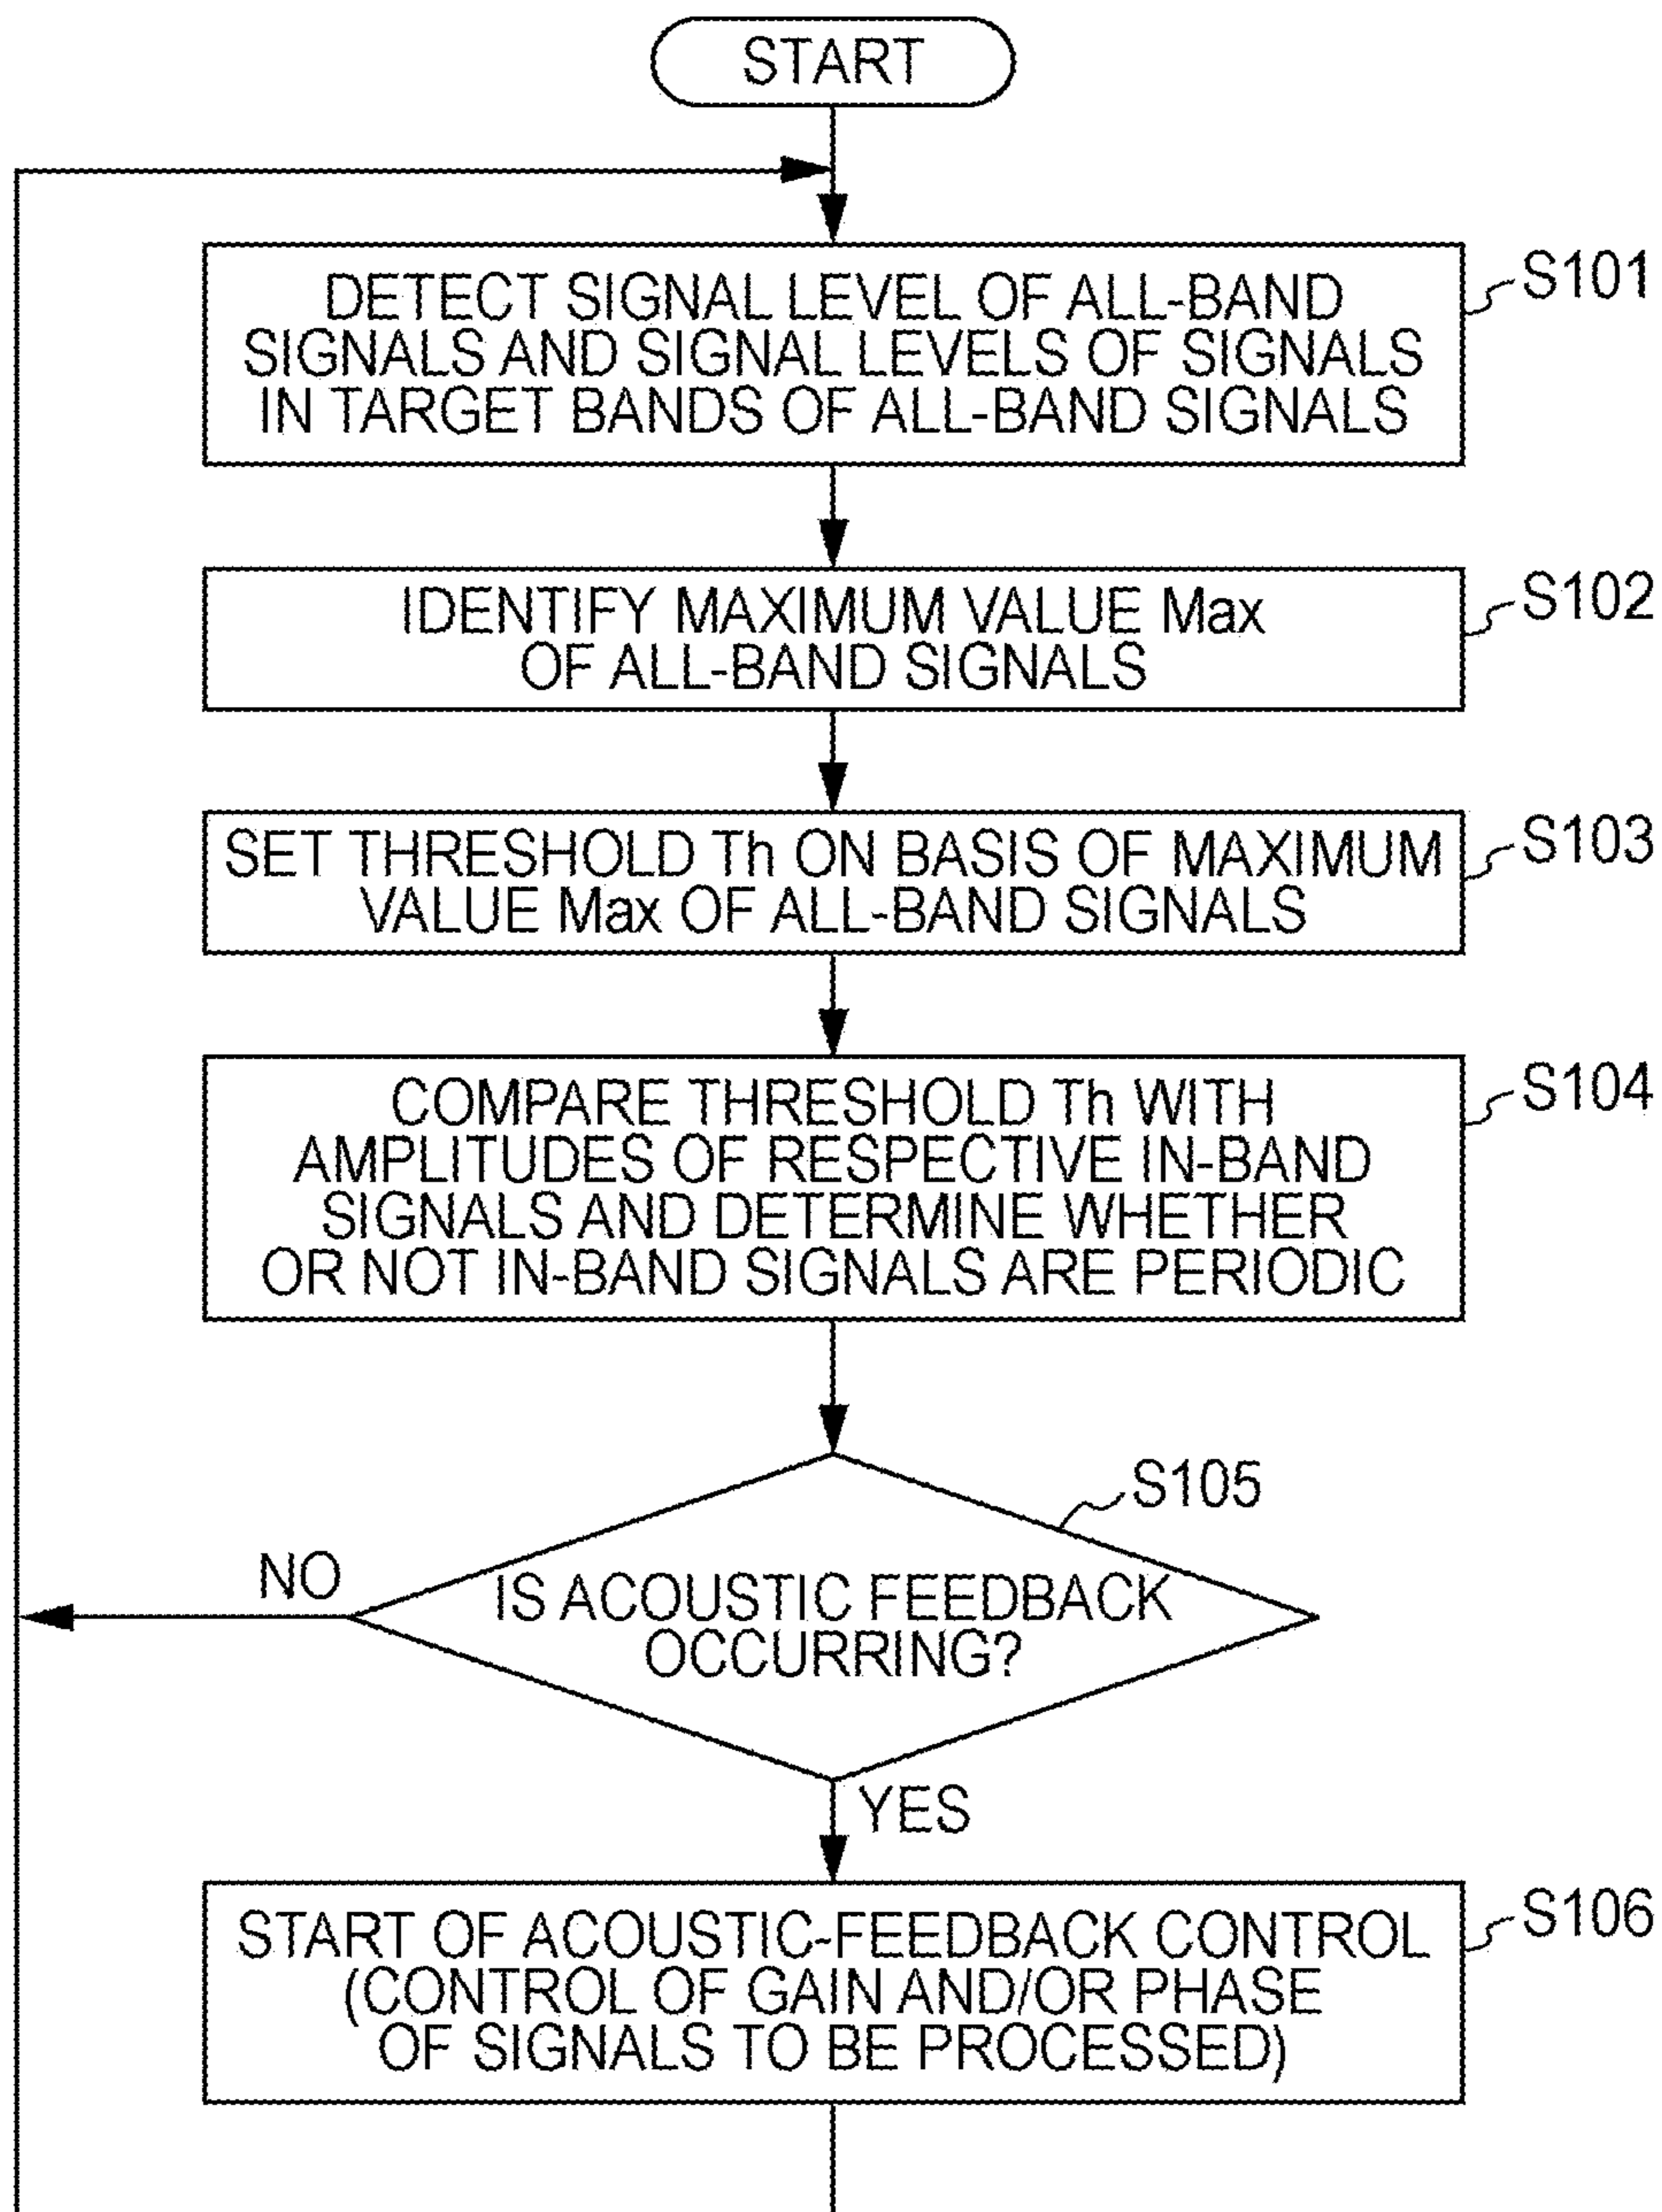 START
DETECT SIGNAL LEVEL OF ALL-BAND
SIGNALS AND SIGNAL LEVELS OF SIGNALS
IN TARGET BANDS OF ALL-BAND SIGNALS
S101
IDENTIFY MAXIMUM VALUE Max
OF ALL-BAND SIGNALS
S102
SET THRESHOLD Th ON BASIS OF MAXIMUM
VALUE Max OF ALL-BAND SIGNALS
S103
COMPARE THRESHOLD Th WITH
AMPLITUDES OF RESPECTIVE IN-BAND
SIGNALS AND DETERMINE WHETHER
OR NOT IN-BAND SIGNALS ARE PERIODIC
S104
S105
NO
IS ACOUSTIC FEEDBACK
OCCURRING?
YES
START OF ACOUSTIC-FEEDBACK CONTROL
(CONTROL OF GAIN AND/OR PHASE
OF SIGNALS TO BE PROCESSED)
S106